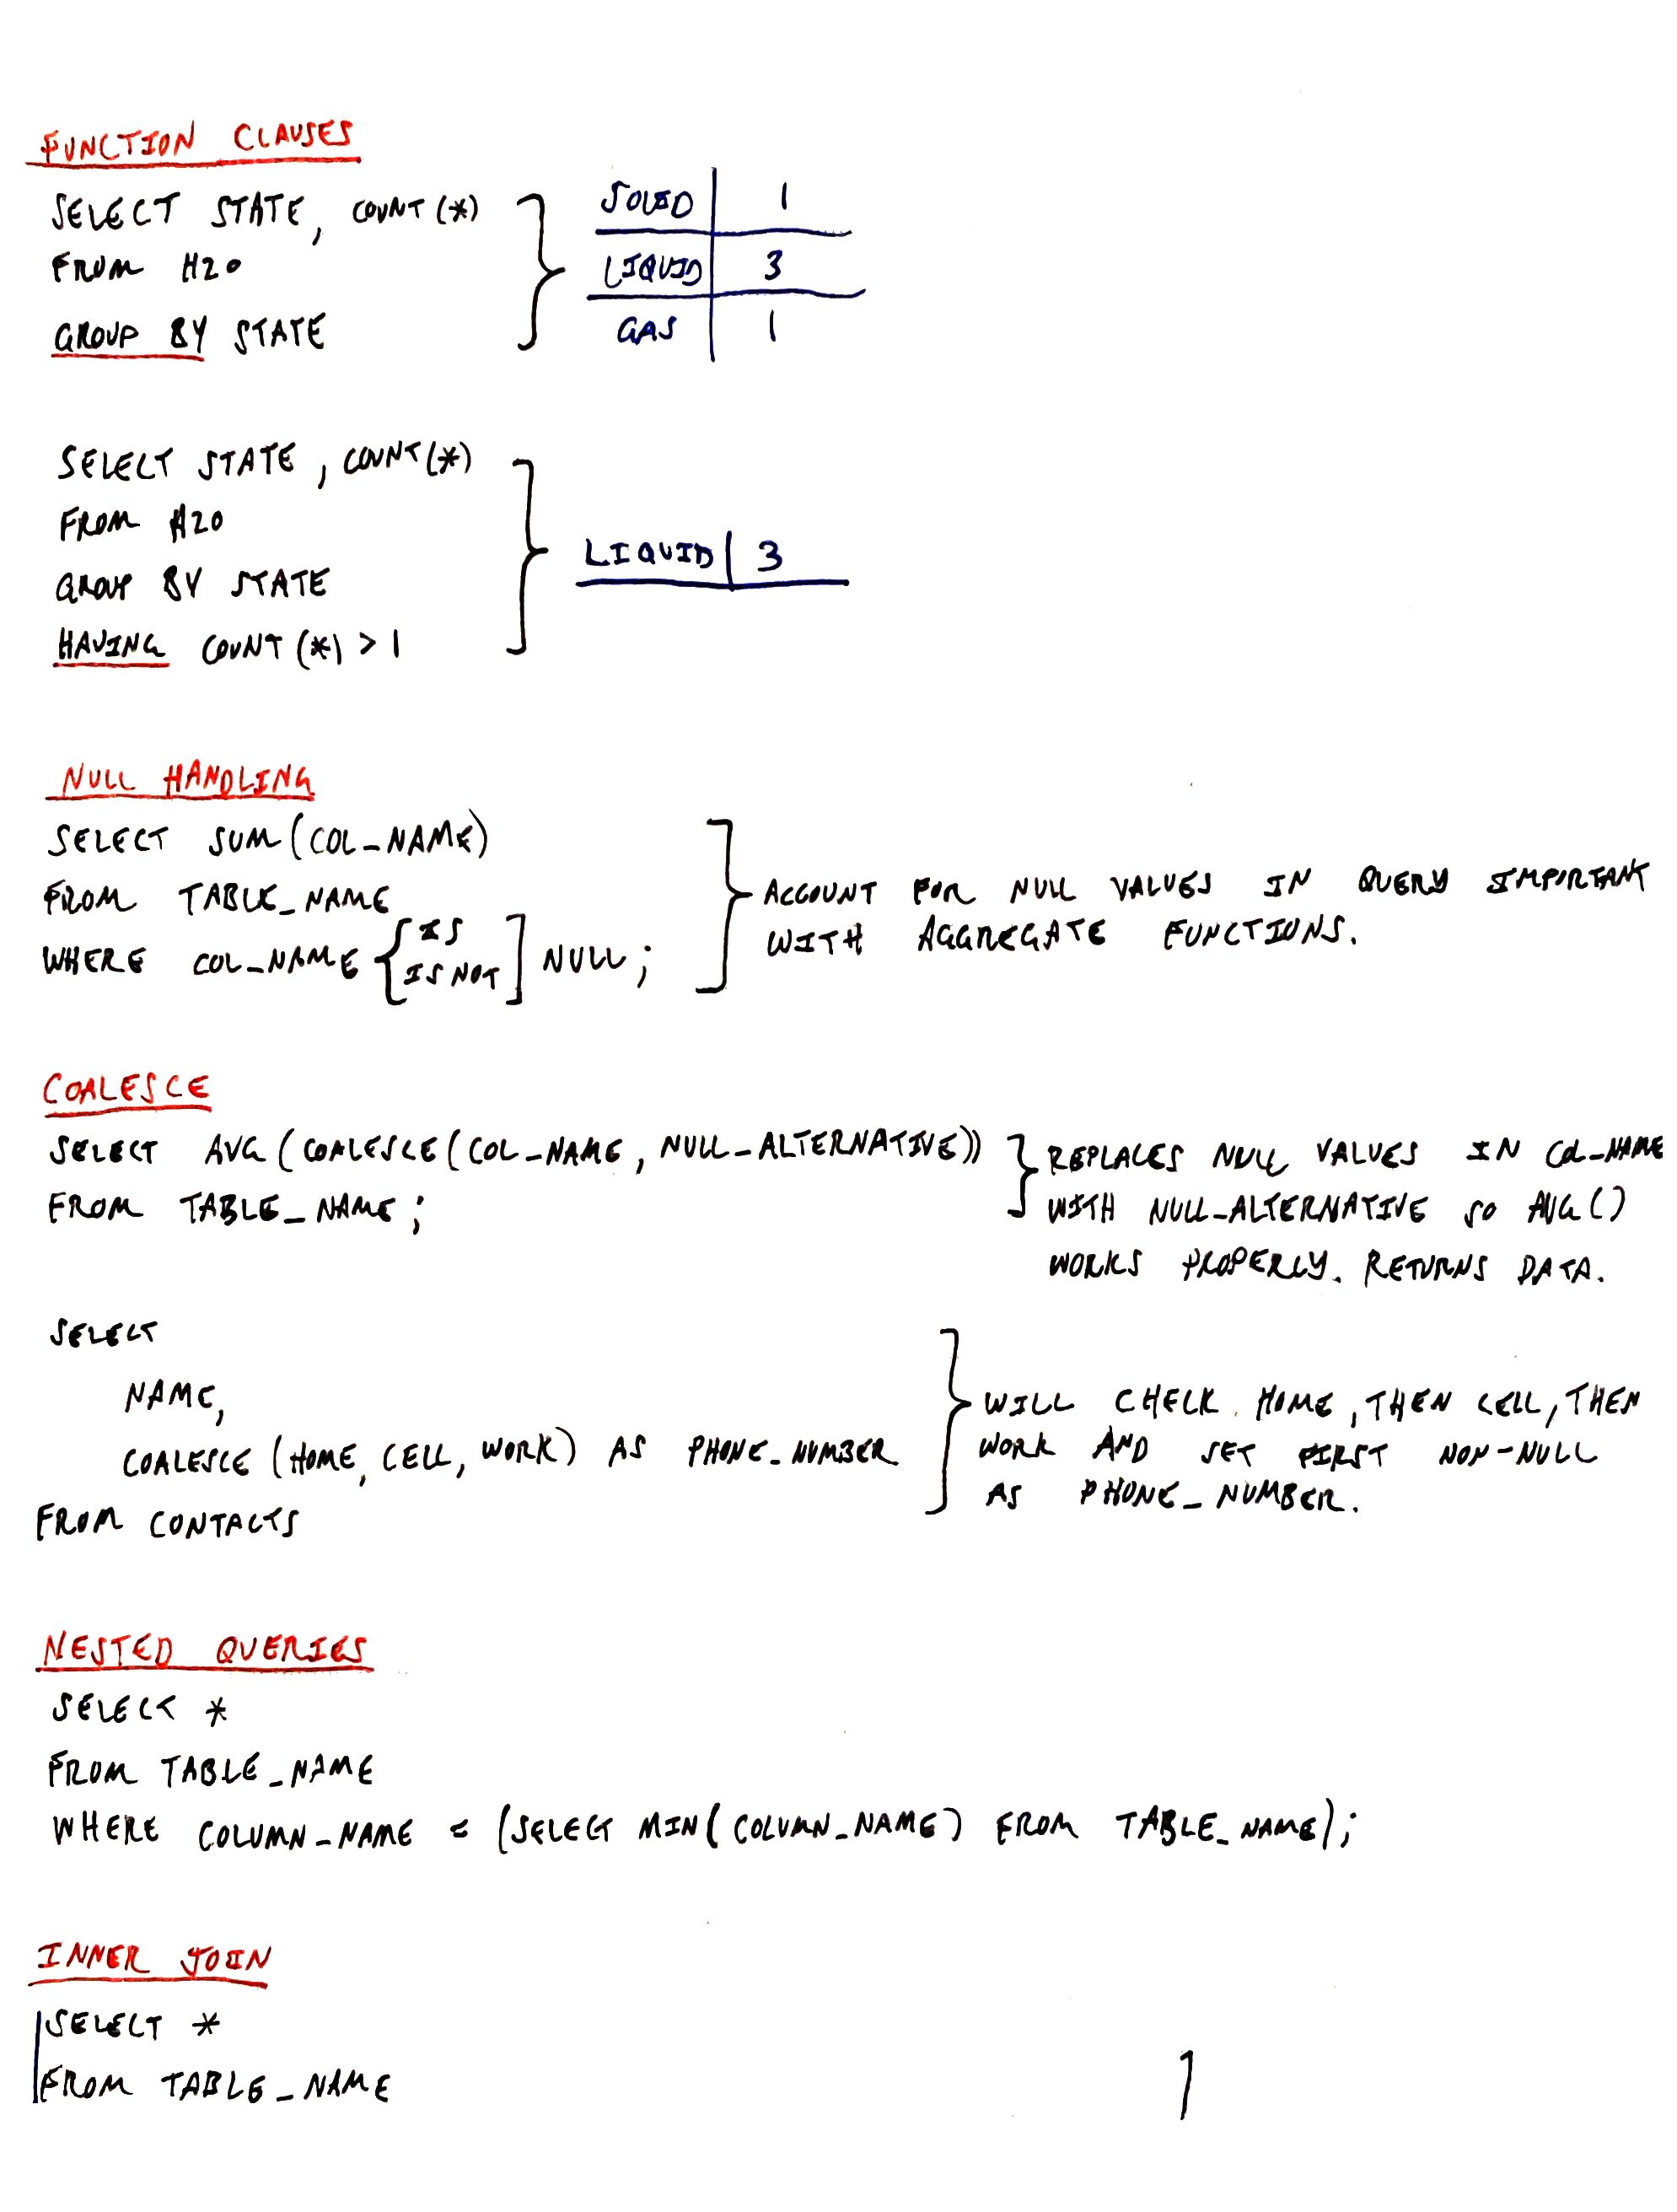 FUNCTION CLAUSES
SELECT STATE, COUNT(*)
FROM H2O
GROUP BY STATE
SOLID 1
LIQUID 3
GAS 1
SELECT STATE, COUNT(*)
FROM H2O
GROUP BY STATE
HAVING COUNT(*) > 1
LIQUID 3
NULL HANDLING
SELECT SUM(COL_NAME)
FROM TABLE_NAME
WHERE COL_NAME { IS
IS NOT ] NULL;
ACCOUNT FOR NULL VALUES IN QUERY IMPORTANT
WITH AGGREGATE FUNCTIONS.
COALESCE
SELECT AVG(COALESCE(COL_NAME, NULL_ALTERNATIVE))
FROM TABLE_NAME;
REPLACES NULL VALUES IN COL_NAME
WITH NULL_ALTERNATIVE SO AVG()
WORKS PROPERLY. RETURNS DATA.
SELECT
NAME,
COALESCE (HOME, CELL, WORK) AS PHONE_NUMBER
FROM CONTACTS
WILL CHECK HOME, THEN CELL, THEN
WORK AND SET FIRST NON-NULL
AS PHONE_NUMBER.
NESTED QUERIES
SELECT *
FROM TABLE_NAME
WHERE COLUMN_NAME = (SELECT MIN(COLUMN_NAME) FROM TABLE_NAME);
INNER JOIN
SELECT *
FROM TABLE_NAME